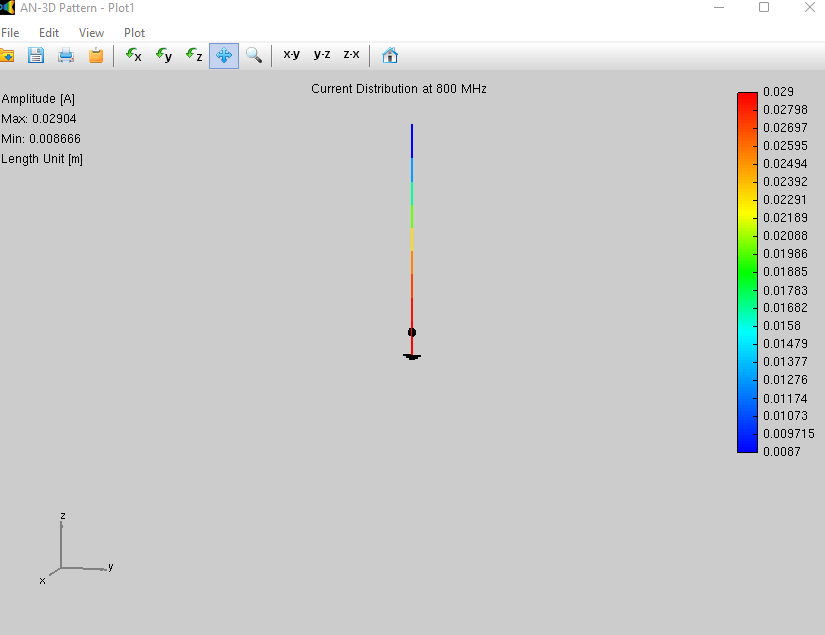 AN-3D Pattern - Plot1
File Edit View Plot
x y z x-y y-z z-x
Current Distribution at 800 MHz
Amplitude [A]
Max: 0.02904
Min: 0.008666
Length Unit [m]
0.029
0.02798
0.02697
0.02595
0.02494
0.02392
0.02291
0.02189
0.02088
0.01986
0.01885
0.01783
0.01682
0.0158
0.01479
0.01377
0.01276
0.01174
0.01073
0.009715
0.0087
z
y
x